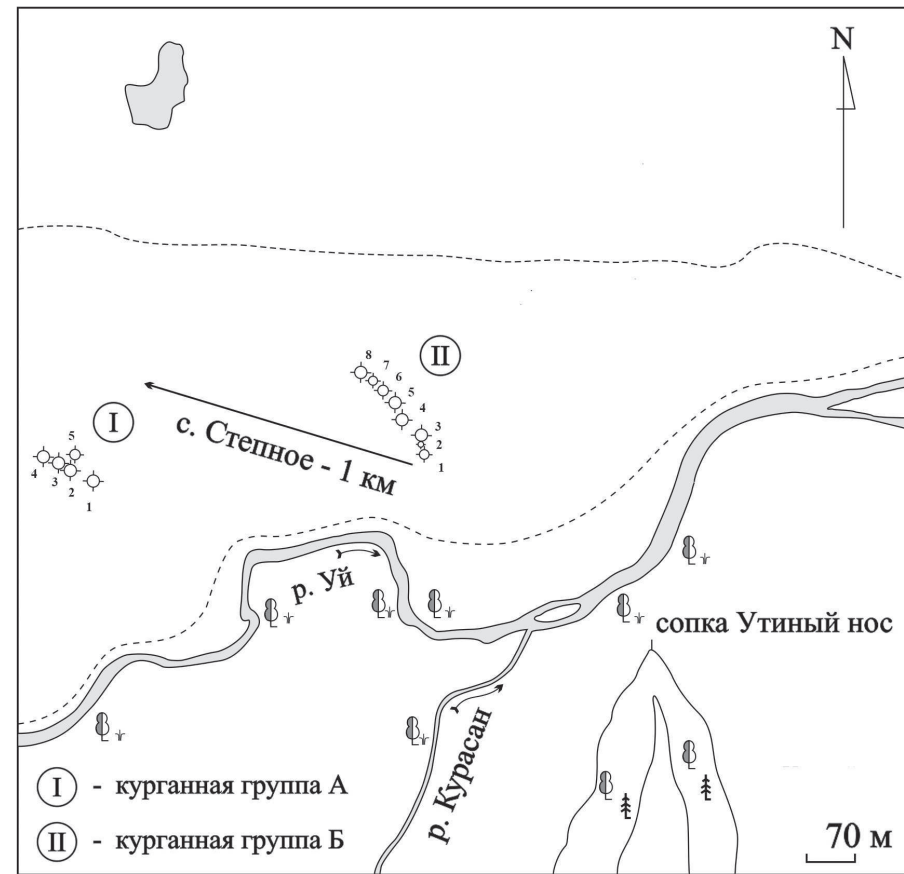 N
8
7
6
5
4
3
2
1
II
I
5
4
3
2
1
с. Степное - 1 км
р. Уй
сопка Утиный нос
р. Курасан
I - курганная группа А
II - курганная группа Б
70 м